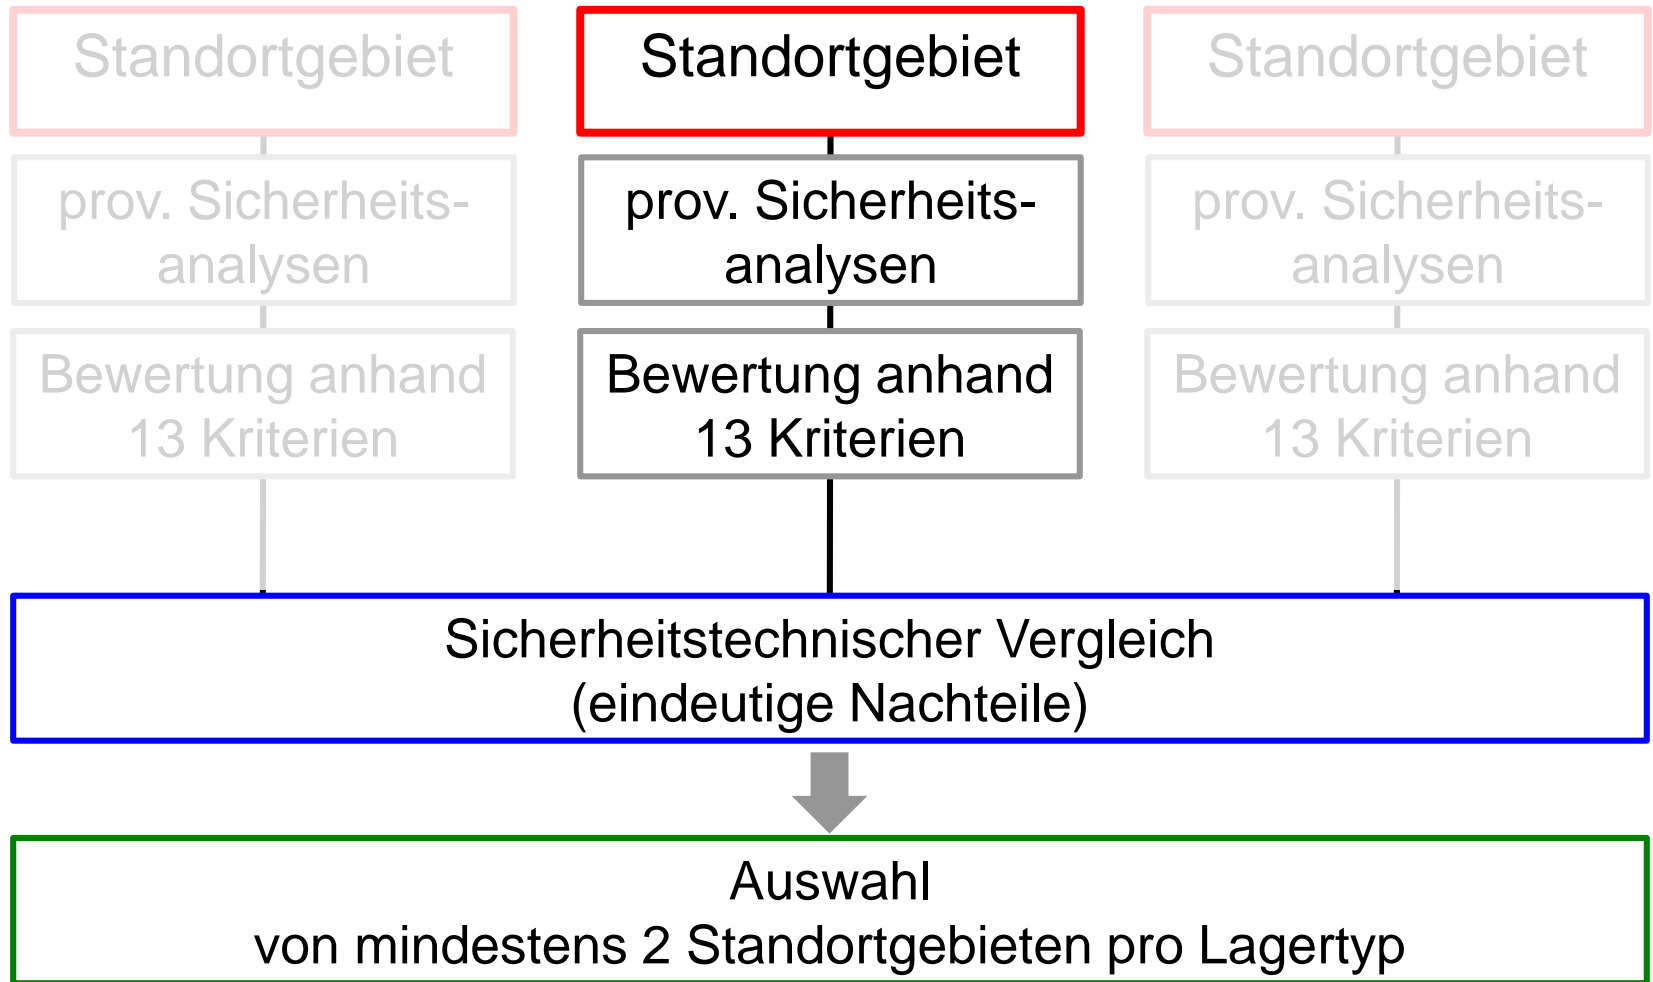 Standortgebiet
prov. Sicherheits-
analysen
Bewertung anhand
13 Kriterien
Standortgebiet
prov. Sicherheits-
analysen
Bewertung anhand
13 Kriterien
Standortgebiet
prov. Sicherheits-
analysen
Bewertung anhand
13 Kriterien
Sicherheitstechnischer Vergleich
(eindeutige Nachteile)
Auswahl
von mindestens 2 Standortgebieten pro Lagertyp